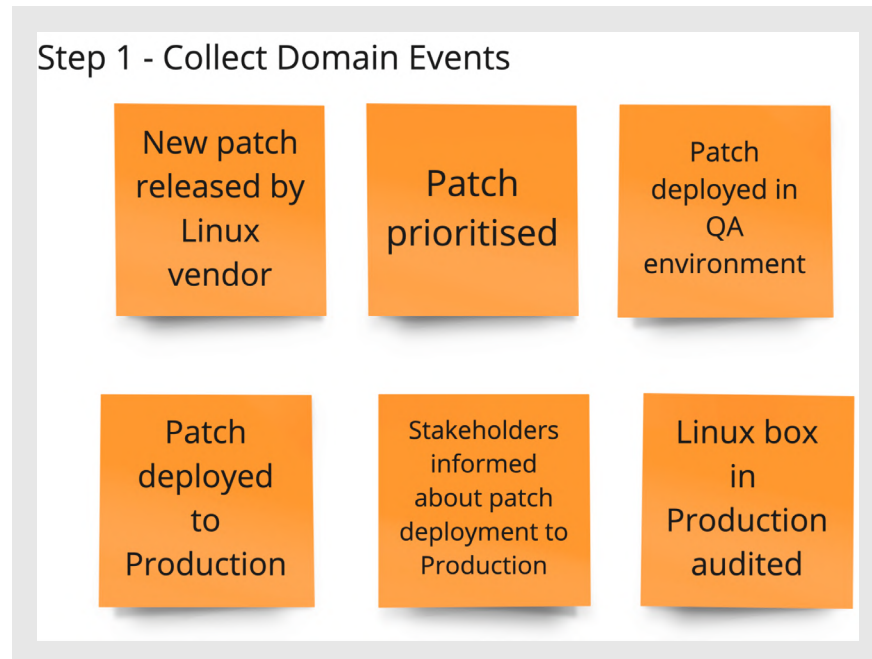 Step 1 - Collect Domain Events
New patch
released by
Linux
vendor
Patch
prioritised
Patch
deployed in
QA
environment
Patch
deployed
to
Production
Stakeholders
informed
about patch
deployment to
Production
Linux box
in
Production
audited